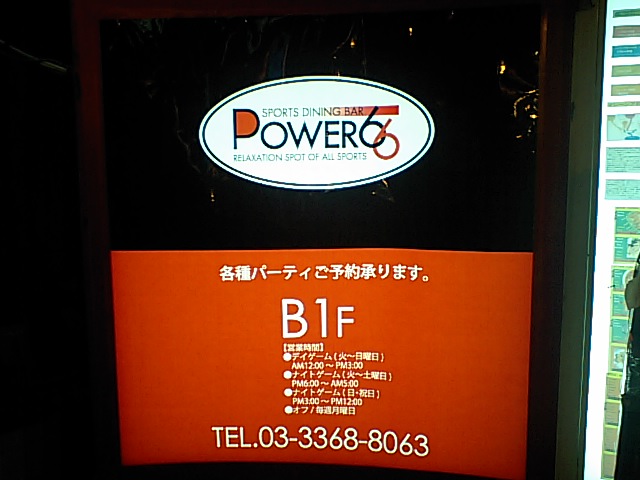 SPORTS DINING BAR
POWER66
RELAXATION SPOT OF ALL SPORTS
各種パーティご予約承ります。
B1F
【営業時間】
●デイゲーム(火〜日曜日)
AM12:00〜PM3:00
●ナイトゲーム(火〜土曜日)
PM6:00〜AM5:00
●ナイトゲーム(日・祝日)
PM3:00〜PM12:00
●オフ/毎週月曜日
TEL.03-3368-8063